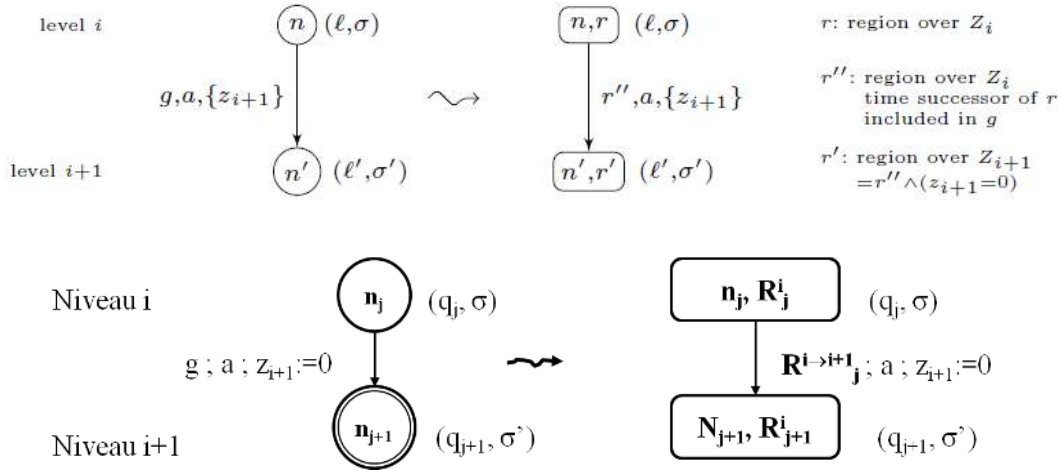 level i
n (ℓ,σ)
n,r (ℓ,σ)
r: region over Z_i
g,a,{z_{i+1}}
r'',a,{z_{i+1}}
r'': region over Z_i
time successor of r
included in g
level i+1
n' (ℓ',σ')
n',r' (ℓ',σ')
r': region over Z_{i+1}
=r''∧(z_{i+1}=0)
Niveau i
n_j (q_j, σ)
n_j, R^i_j (q_j, σ)
g ; a ; z_{i+1}:=0
R^{i→i+1}_j ; a ; z_{i+1}:=0
Niveau i+1
n_{j+1} (q_{j+1}, σ')
N_{j+1}, R^i_{j+1} (q_{j+1}, σ')